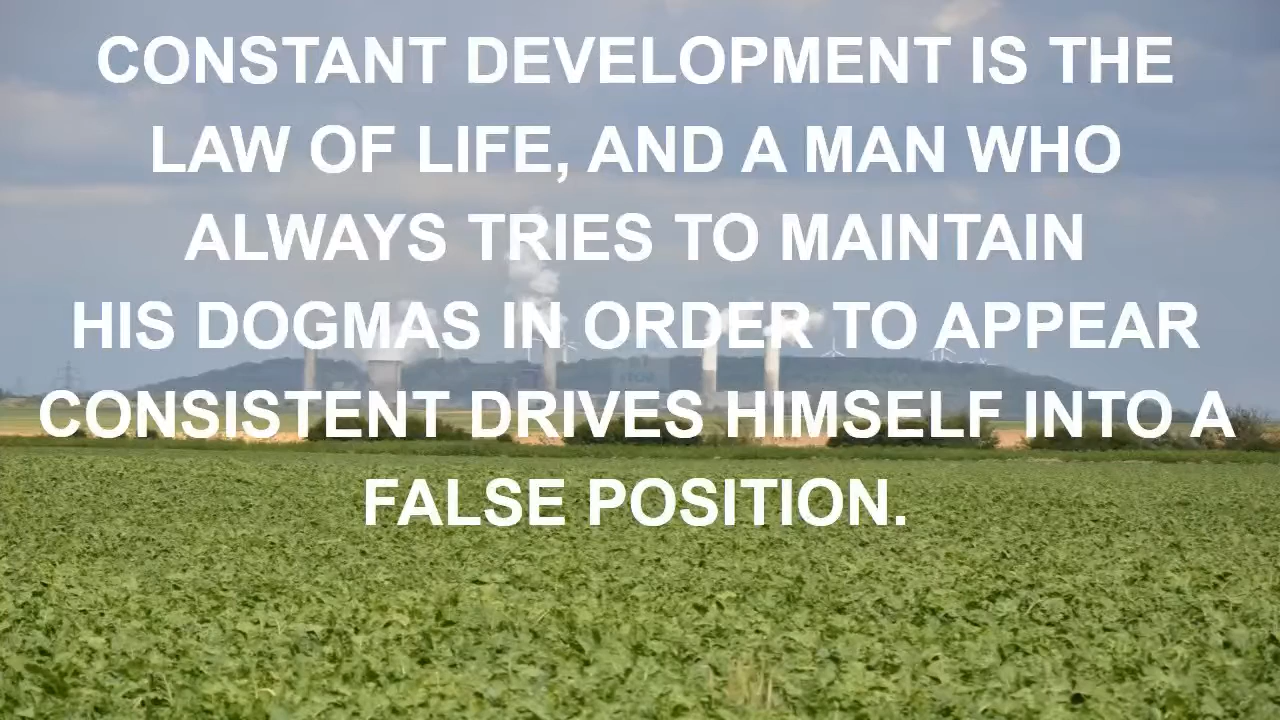 CONSTANT DEVELOPMENT IS THE
LAW OF LIFE, AND A MAN WHO
ALWAYS TRIES TO MAINTAIN
HIS DOGMAS IN ORDER TO APPEAR
CONSISTENT DRIVES HIMSELF INTO A
FALSE POSITION.